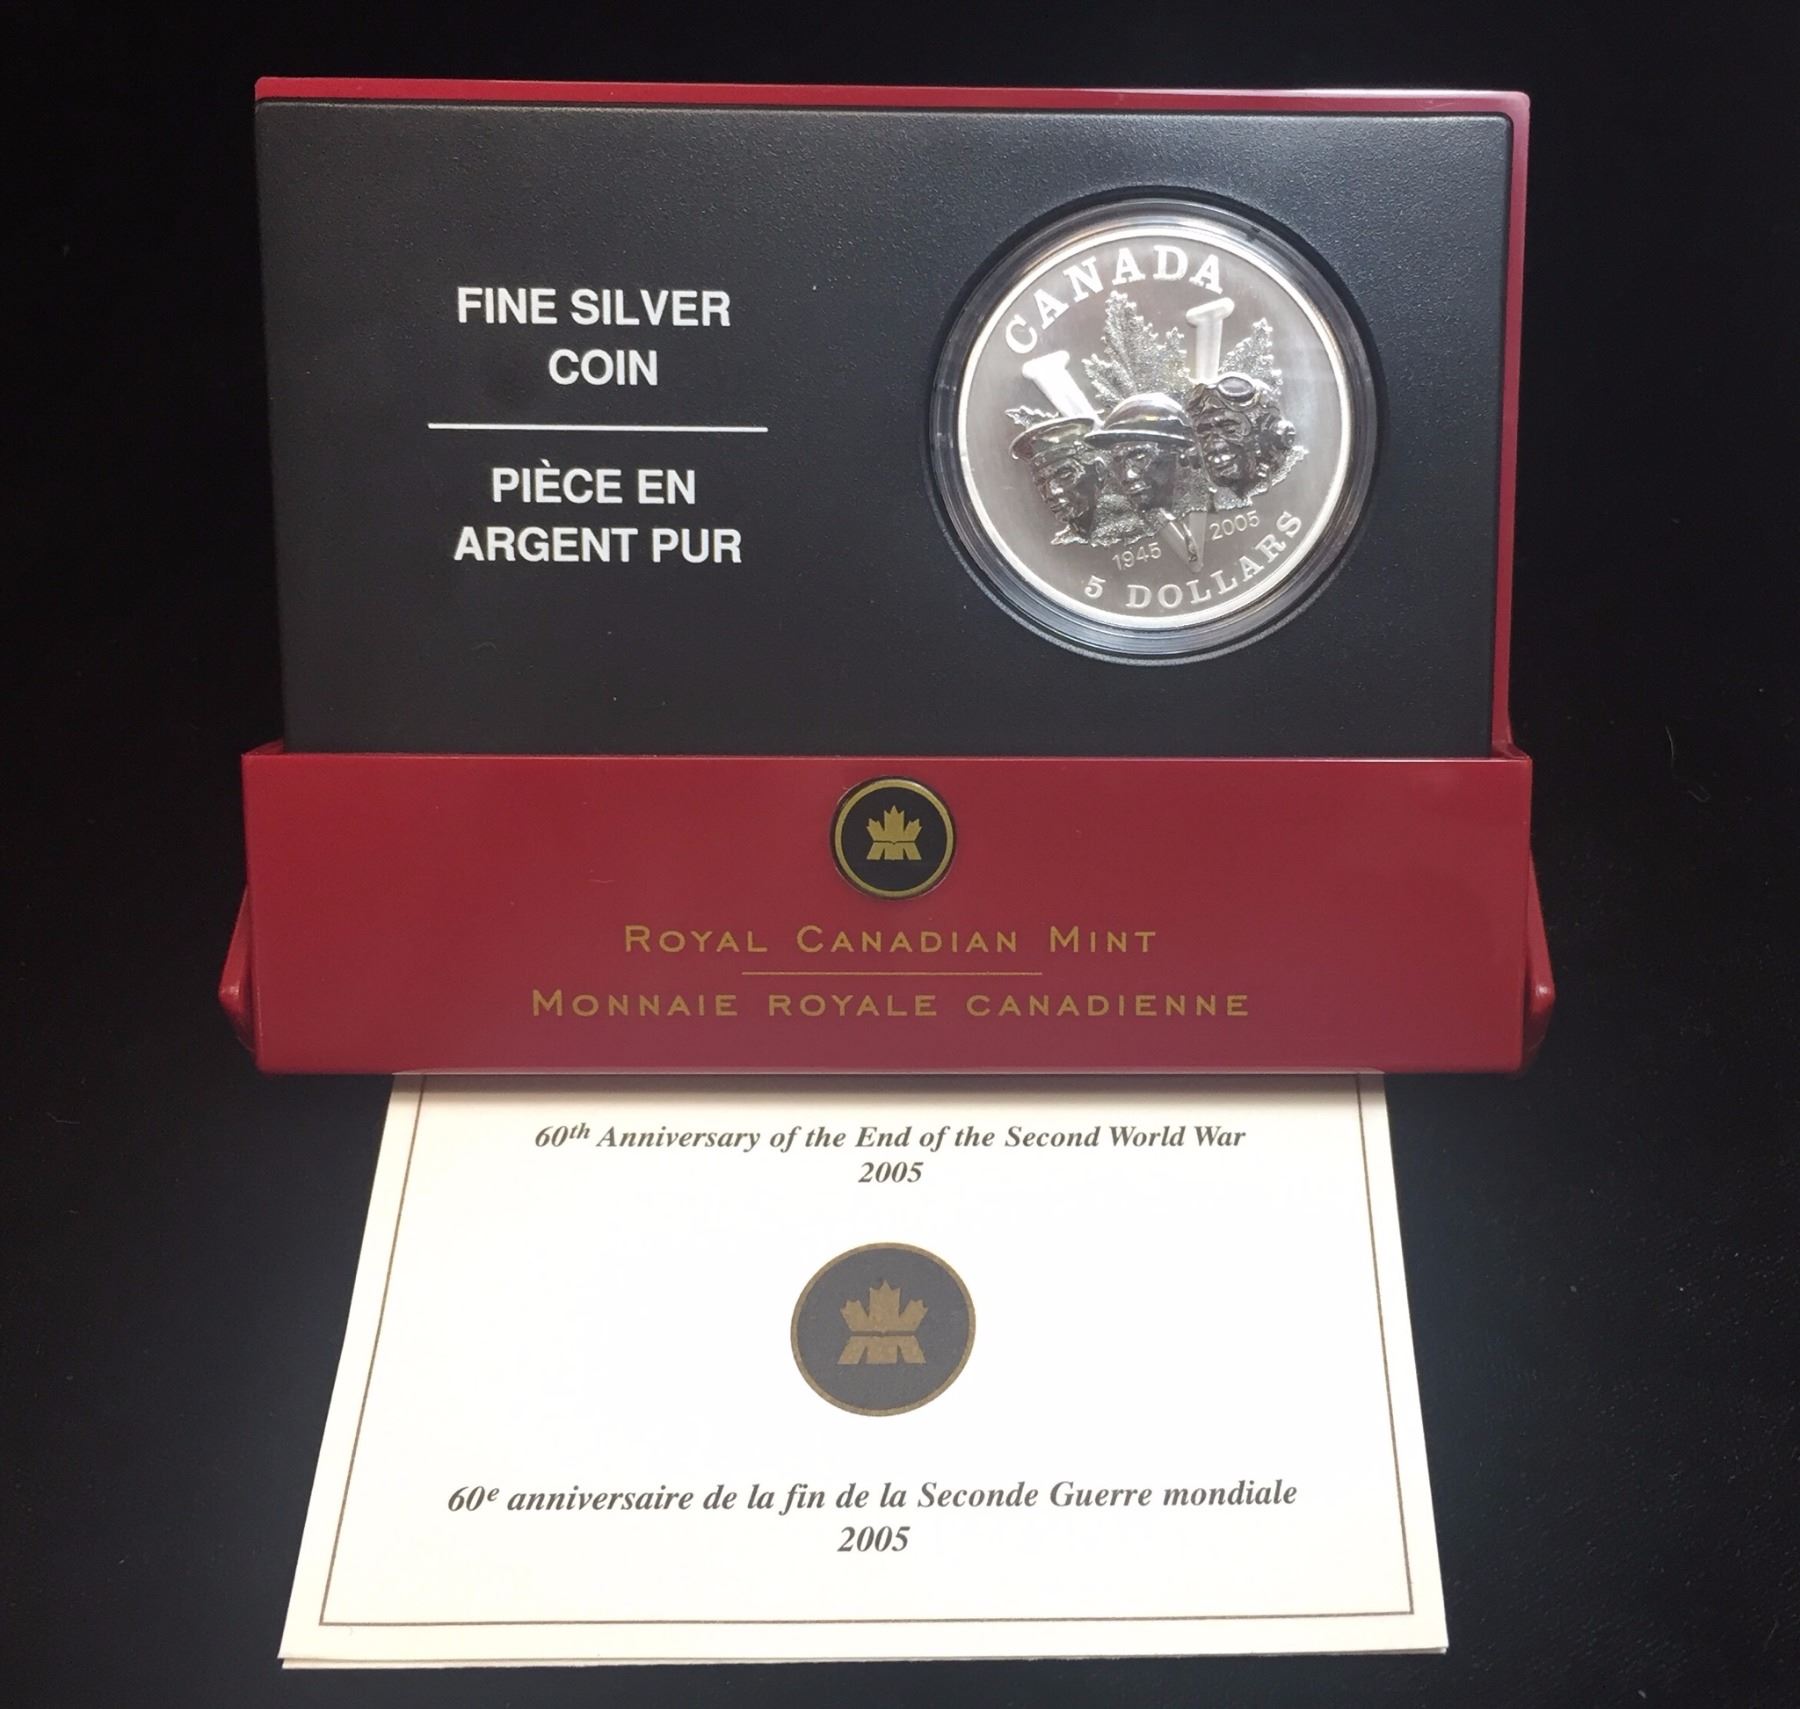 FINE SILVER
COIN
PIÈCE EN
ARGENT PUR
CANADA
1945
2005
5 DOLLARS
ROYAL CANADIAN MINT
MONNAIE ROYALE CANADIENNE
60th Anniversary of the End of the Second World War
2005
60e anniversaire de la fin de la Seconde Guerre mondiale
2005